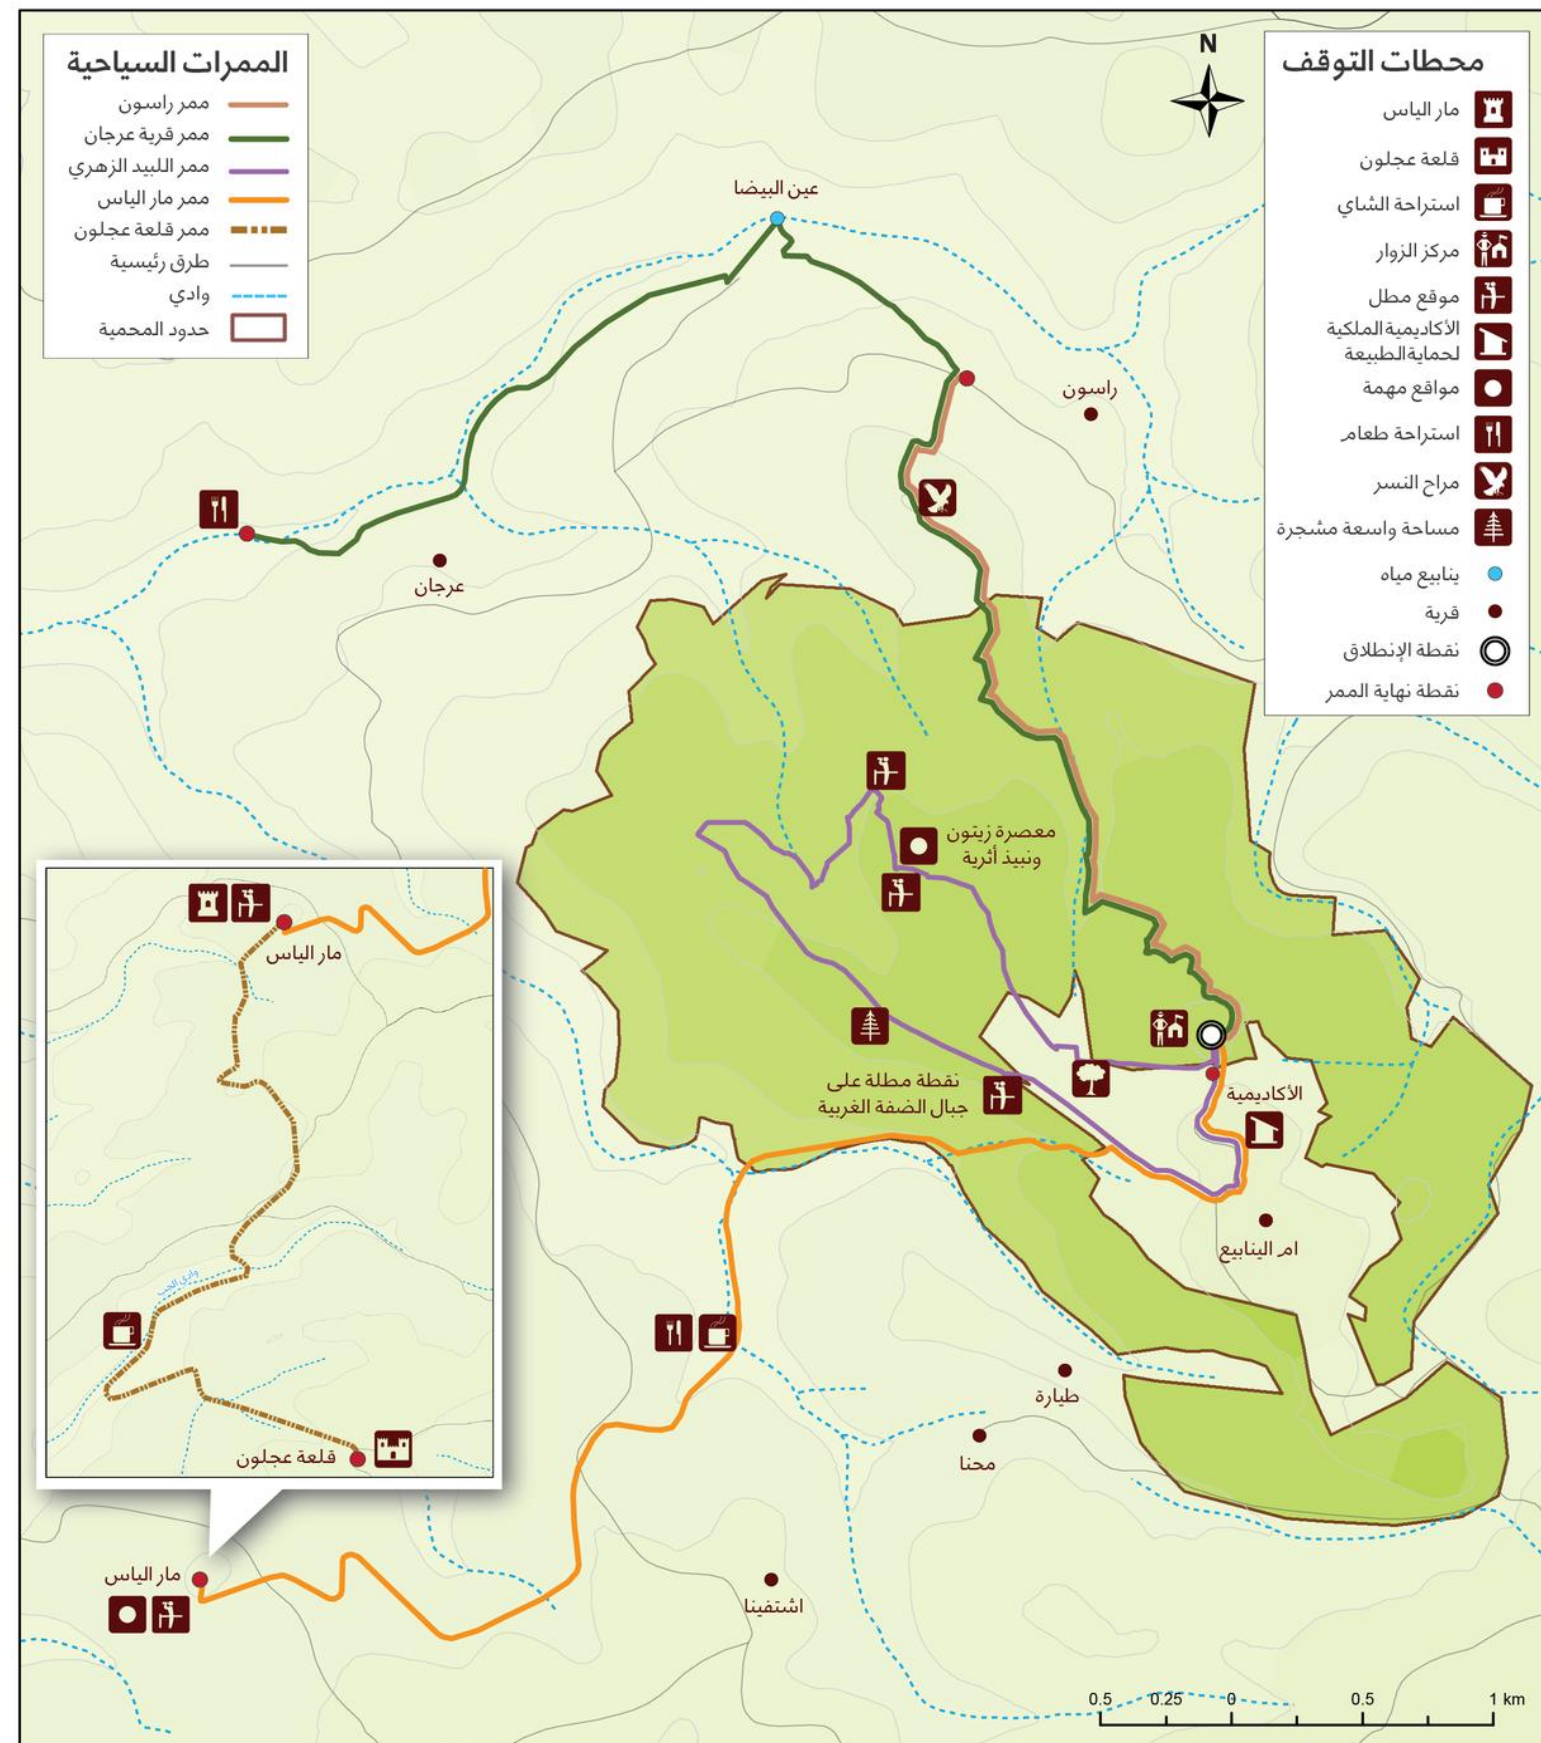 محطات التوقف
مار الياس
قلعة عجلون
استراحة الشاي
مركز الزوار
موقع مطل
الأكاديمية الملكية
لحماية الطبيعة
مواقع مهمة
استراحة طعام
مراح النسر
مساحة واسعة مشجرة
ينابيع مياه
قرية
نقطة الإنطلاق
نقطة نهاية الممر
N
الممرات السياحية
ممر راسون
ممر قرية عرجان
ممر اللبيد الزهري
ممر مار الياس
ممر قلعة عجلون
طرق رئيسية
وادي
حدود المحمية
عين البيضا
راسون
عرجان
معصرة زيتون
ونبيذ أثرية
نقطة مطلة على
جبال الضفة الغربية
الأكاديمية
ام الينابيع
طيارة
محنا
اشتفينا
مار الياس
وادي الجب
قلعة عجلون
مار الياس
0.5 0.25 0 0.5 1 km